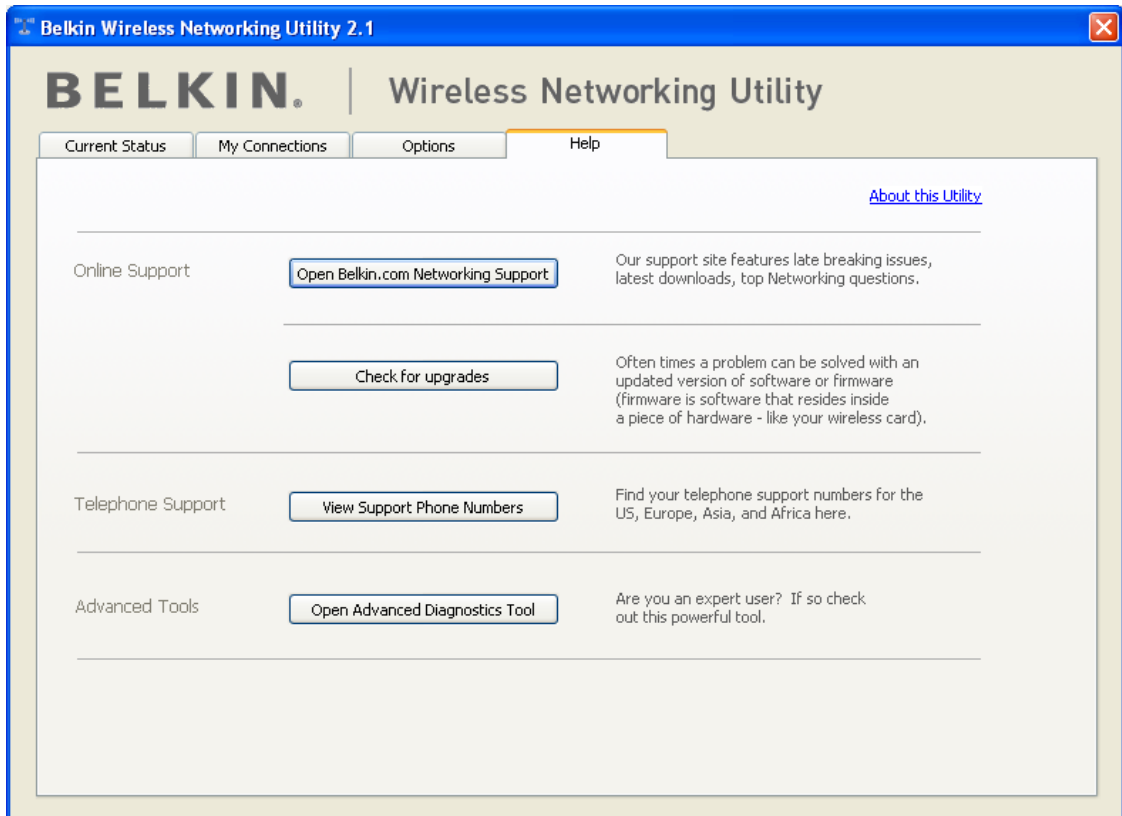 Belkin Wireless Networking Utility 2.1
BELKIN® | Wireless Networking Utility
Current Status
My Connections
Options
Help
About this Utility
Online Support
Open Belkin.com Networking Support
Our support site features late breaking issues,
latest downloads, top Networking questions.
Check for upgrades
Often times a problem can be solved with an
updated version of software or firmware
(firmware is software that resides inside
a piece of hardware - like your wireless card).
Telephone Support
View Support Phone Numbers
Find your telephone support numbers for the
US, Europe, Asia, and Africa here.
Advanced Tools
Open Advanced Diagnostics Tool
Are you an expert user? If so check
out this powerful tool.